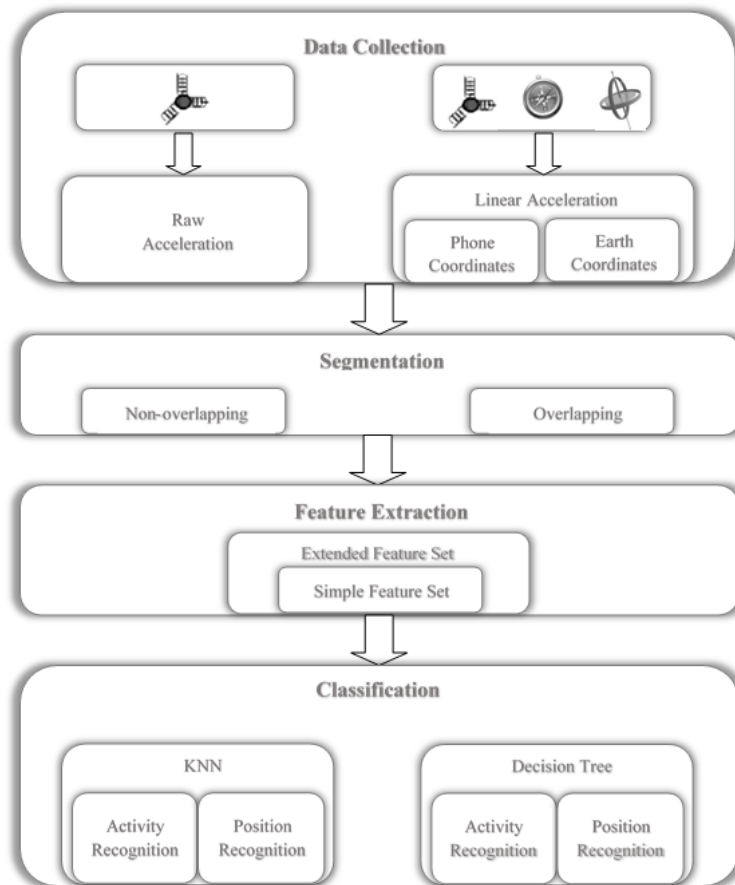 Data Collection
Raw
Acceleration
Linear Acceleration
Phone
Coordinates
Earth
Coordinates
Segmentation
Non-overlapping
Overlapping
Feature Extraction
Extended Feature Set
Simple Feature Set
Classification
KNN
Activity
Recognition
Position
Recognition
Decision Tree
Activity
Recognition
Position
Recognition